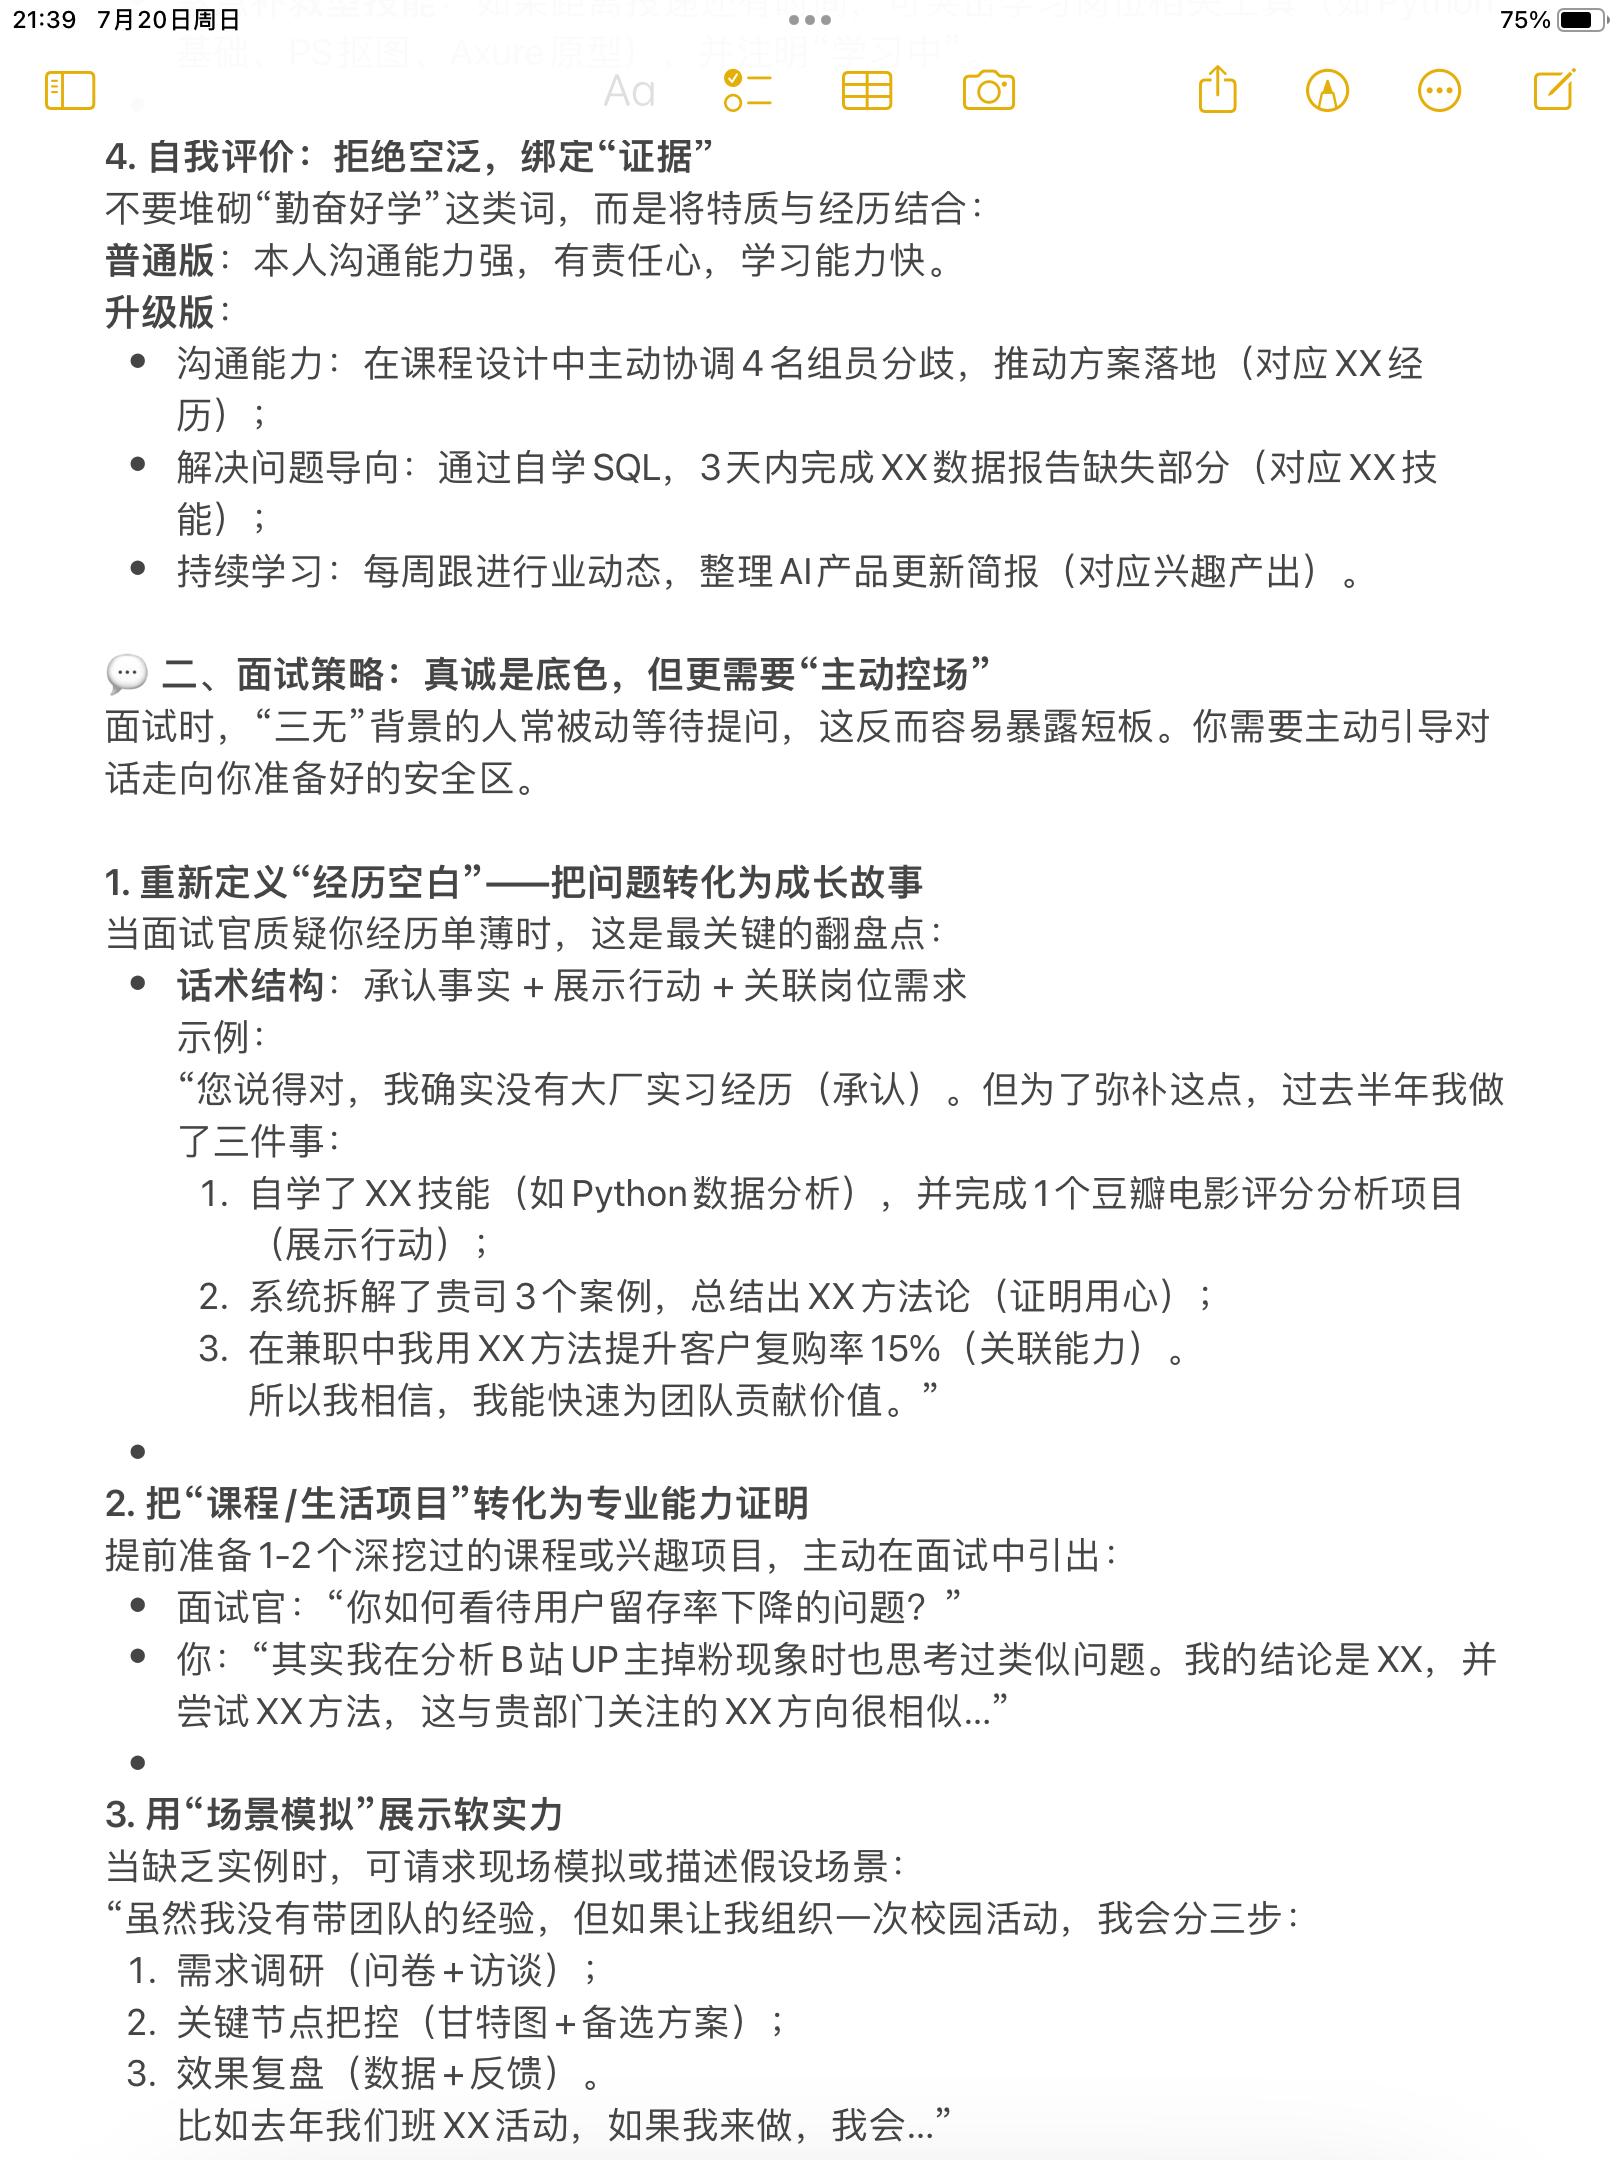 21:39 7月20日周日
75%
基础、PS抠图、Axure原型），并注明“学习中”
Aa
4. 自我评价：拒绝空泛，绑定“证据”
不要堆砌“勤奋好学”这类词，而是将特质与经历结合：
普通版：本人沟通能力强，有责任心，学习能力快。
升级版：
• 沟通能力：在课程设计中主动协调4名组员分歧，推动方案落地（对应XX经
历）；
• 解决问题导向：通过自学SQL，3天内完成XX数据报告缺失部分（对应XX技
能）；
• 持续学习：每周跟进行业动态，整理AI产品更新简报（对应兴趣产出）。
💬 二、面试策略：真诚是底色，但更需要“主动控场”
面试时，“三无”背景的人常被动等待提问，这反而容易暴露短板。你需要主动引导对
话走向你准备好的安全区。
1. 重新定义“经历空白”——把问题转化为成长故事
当面试官质疑你经历单薄时，这是最关键的翻盘点：
• 话术结构：承认事实 + 展示行动 + 关联岗位需求
示例：
“您说得对，我确实没有大厂实习经历（承认）。但为了弥补这点，过去半年我做
了三件事：
1. 自学了XX技能（如Python数据分析），并完成1个豆瓣电影评分分析项目
（展示行动）；
2. 系统拆解了贵司3个案例，总结出XX方法论（证明用心）；
3. 在兼职中我用XX方法提升客户复购率15%（关联能力）。
所以我相信，我能快速为团队贡献价值。”
•
2. 把“课程/生活项目”转化为专业能力证明
提前准备1-2个深挖过的课程或兴趣项目，主动在面试中引出：
• 面试官：“你如何看待用户留存率下降的问题？”
• 你：“其实我在分析B站UP主掉粉现象时也思考过类似问题。我的结论是XX，并
尝试XX方法，这与贵部门关注的XX方向很相似...”
•
3. 用“场景模拟”展示软实力
当缺乏实例时，可请求现场模拟或描述假设场景：
“虽然我没有带团队的经验，但如果让我组织一次校园活动，我会分三步：
1. 需求调研（问卷+访谈）；
2. 关键节点把控（甘特图+备选方案）；
3. 效果复盘（数据+反馈）。
比如去年我们班XX活动，如果我来做，我会...”